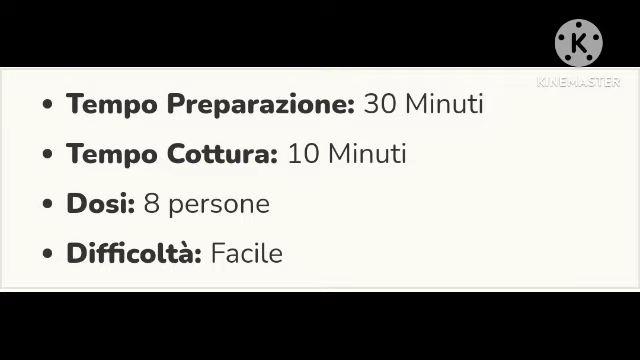 K
KINEMASTER
• Tempo Preparazione: 30 Minuti
• Tempo Cottura: 10 Minuti
• Dosi: 8 persone
• Difficoltà: Facile